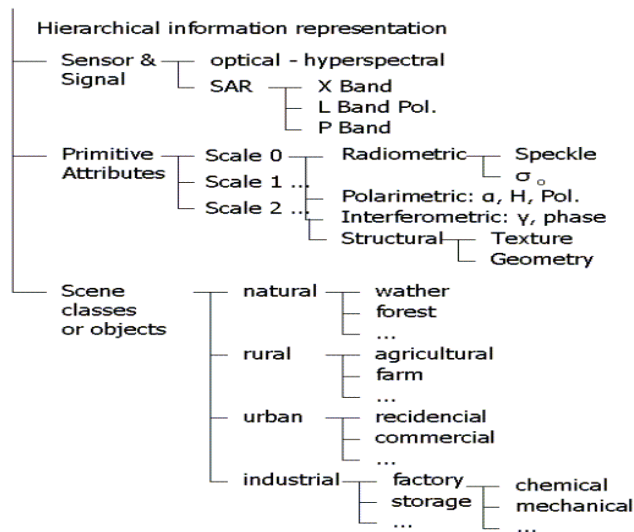 Hierarchical information representation
Sensor & optical - hyperspectral
Signal SAR X Band
L Band Pol.
P Band
Primitive Scale 0 Radiometric Speckle
Attributes σo
Scale 1 ...
Scale 2 ... Polarimetric: α, H, Pol.
Interferometric: γ, phase
Structural Texture
Geometry
Scene natural wather
classes forest
or objects ...
rural agricultural
farm
...
urban recidencial
commercial
...
industrial factory chemical
storage mechanical
... ...